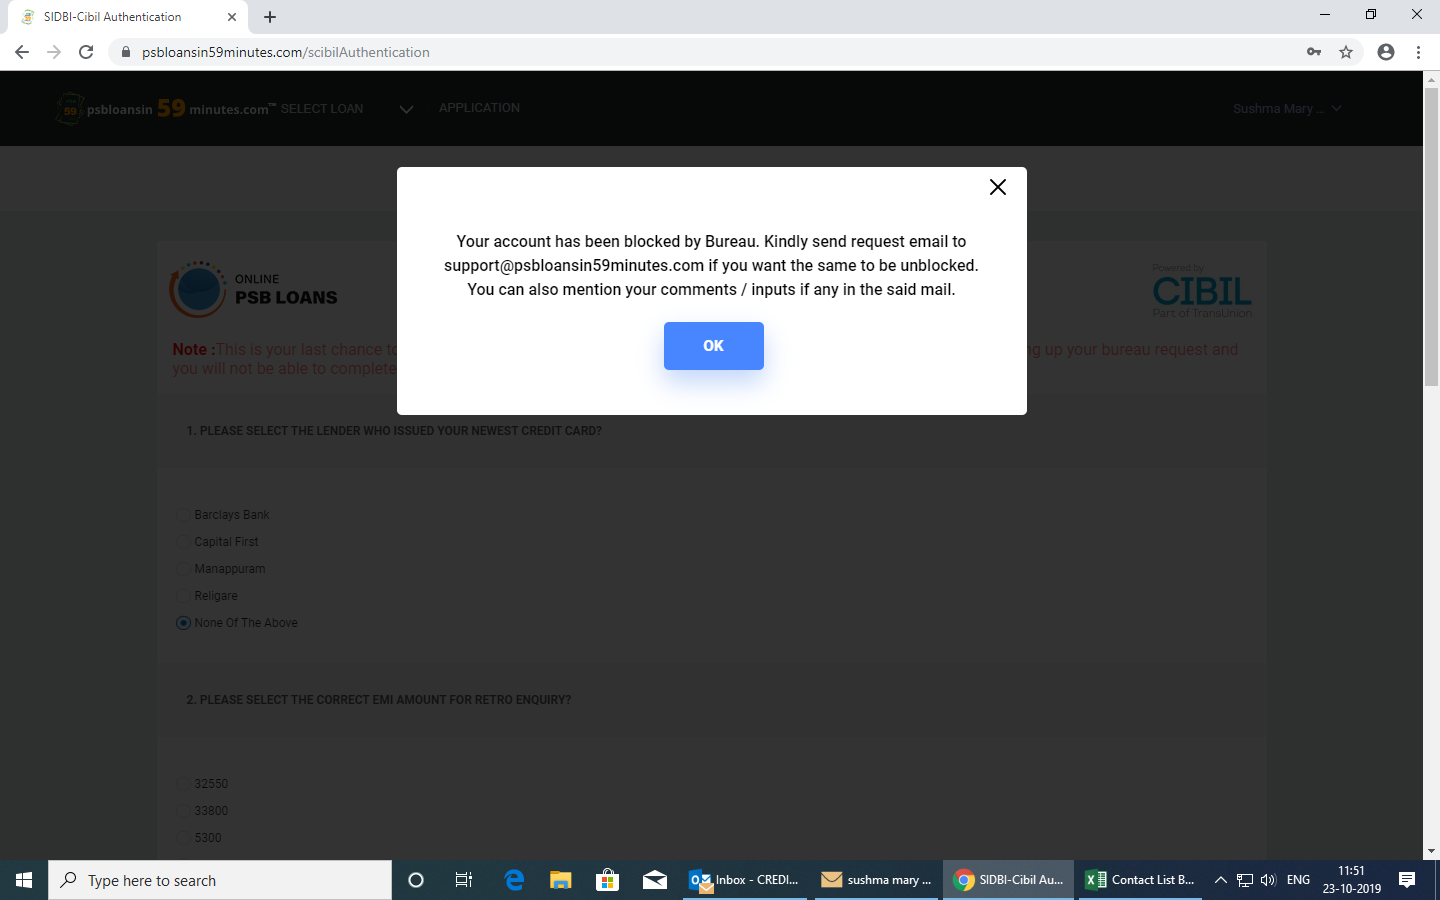 SIDBI-Cibil Authentication
psbloansin59minutes.com/scibilAuthentication
59 psbloansin 59 minutes.com™ SELECT LOAN APPLICATION Sushma Mary ...
Your account has been blocked by Bureau. Kindly send request email to
support@psbloansin59minutes.com if you want the same to be unblocked.
You can also mention your comments / inputs if any in the said mail.
OK
ONLINE
PSB LOANS
Powered by
CIBIL
Part of TransUnion
Note :This is your last chance to
ng up your bureau request and
you will not be able to complete
1. PLEASE SELECT THE LENDER WHO ISSUED YOUR NEWEST CREDIT CARD?
Barclays Bank
Capital First
Manappuram
Religare
None Of The Above
2. PLEASE SELECT THE CORRECT EMI AMOUNT FOR RETRO ENQUIRY?
32550
33800
5300
Type here to search
Inbox - CREDI...
sushma mary ...
SIDBI-Cibil Au...
Contact List B...
ENG
11:51
23-10-2019